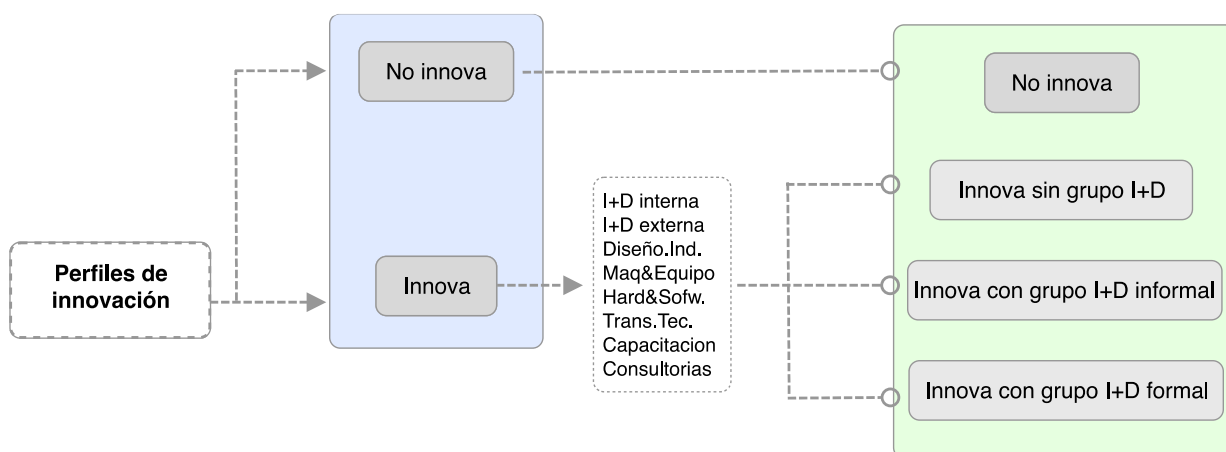 Perfiles de
innovación
No innova
Innova
I+D interna
I+D externa
Diseño.Ind.
Maq&Equipo
Hard&Sofw.
Trans.Tec.
Capacitacion
Consultorias
No innova
Innova sin grupo I+D
Innova con grupo I+D informal
Innova con grupo I+D formal